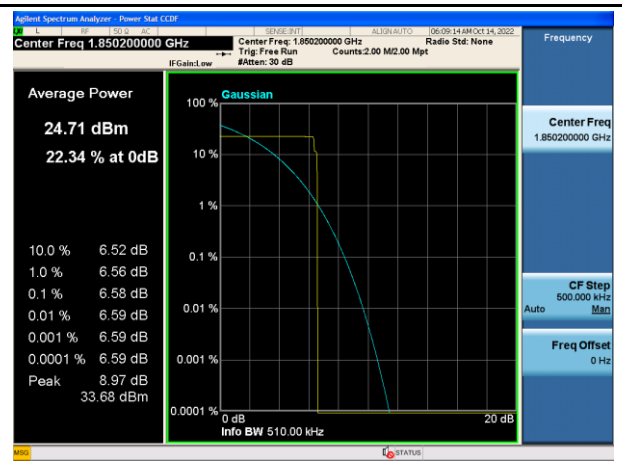 Agilent Spectrum Analyzer - Power Stat CCDF
L RF 50 Ω AC SENSE:INT ALIGN AUTO 06:09:14 AM Oct 14, 2022
Center Freq 1.850200000 GHz
Center Freq: 1.850200000 GHz Radio Std: None
Trig: Free Run Counts:2.00 M/2.00 Mpt
IFGain:Low #Atten: 30 dB
Frequency
Average Power
24.71 dBm
22.34 % at 0dB
10.0 % 6.52 dB
1.0 % 6.56 dB
0.1 % 6.58 dB
0.01 % 6.59 dB
0.001 % 6.59 dB
0.0001 % 6.59 dB
Peak 8.97 dB
33.68 dBm
Gaussian
100 %
10 %
1 %
0.1 %
0.01 %
0.001 %
0.0001 %
0 dB 20 dB
Info BW 510.00 kHz
Center Freq
1.850200000 GHz
CF Step
500.000 kHz
Auto Man
Freq Offset
0 Hz
MSG STATUS